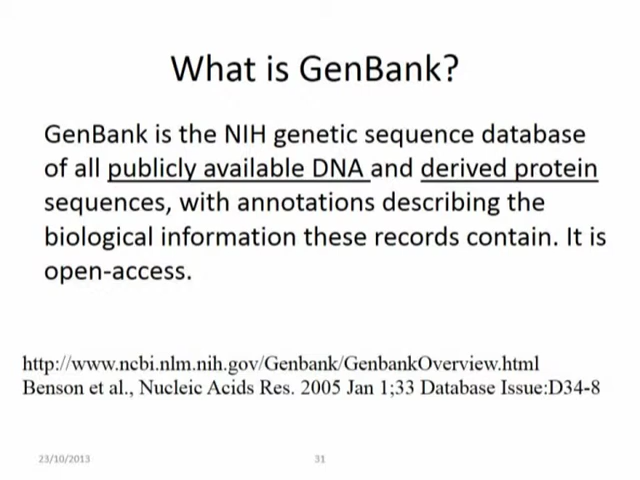 What is GenBank?
GenBank is the NIH genetic sequence database
of all publicly available DNA and derived protein
sequences, with annotations describing the
biological information these records contain. It is
open-access.
http://www.ncbi.nlm.nih.gov/Genbank/GenbankOverview.html
Benson et al., Nucleic Acids Res. 2005 Jan 1;33 Database Issue:D34-8
23/10/2013
31